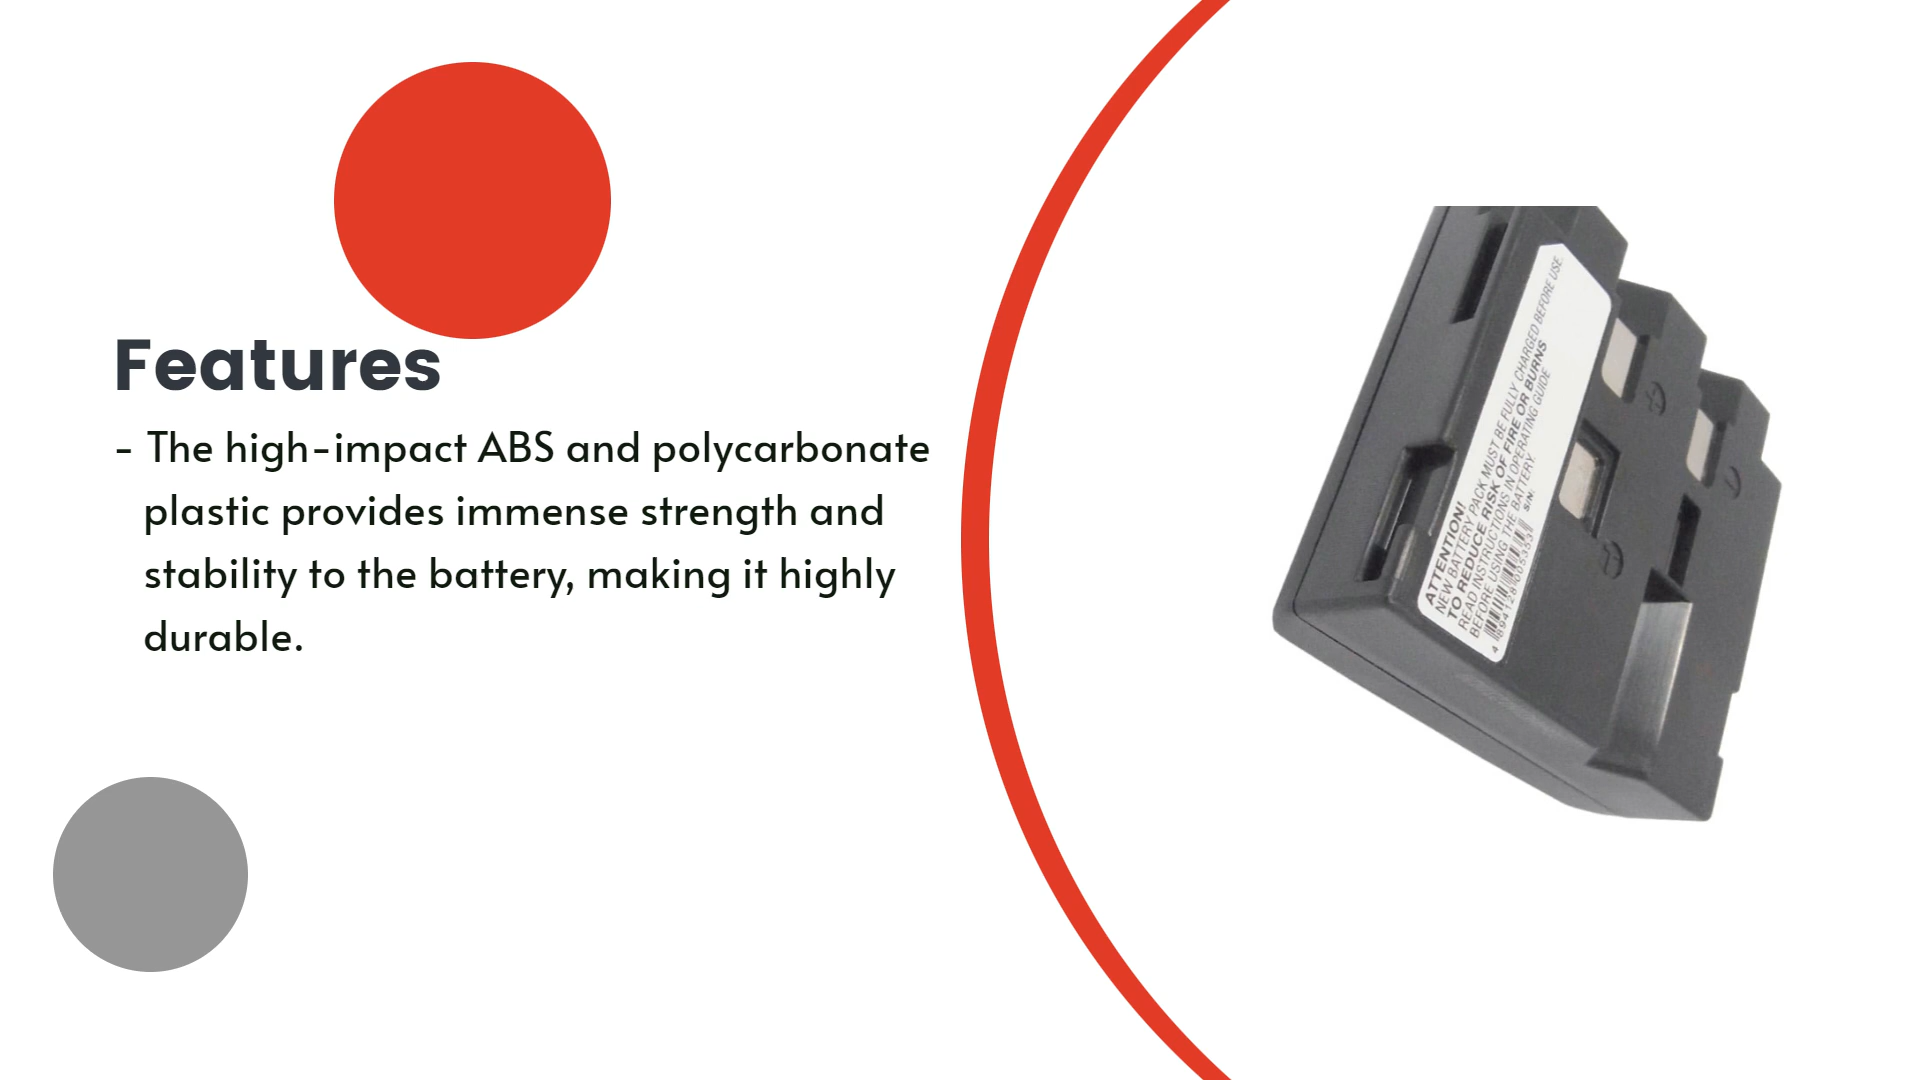 Features
- The high-impact ABS and polycarbonate
plastic provides immense strength and
stability to the battery, making it highly
durable.
ATTENTION!
NEW BATTERY PACK MUST BE FULLY CHARGED BEFORE USE.
TO REDUCE RISK OF FIRE OR BURNS
READ INSTRUCTIONS IN OPERATING GUIDE
BEFORE USING THE BATTERY.
S/N: